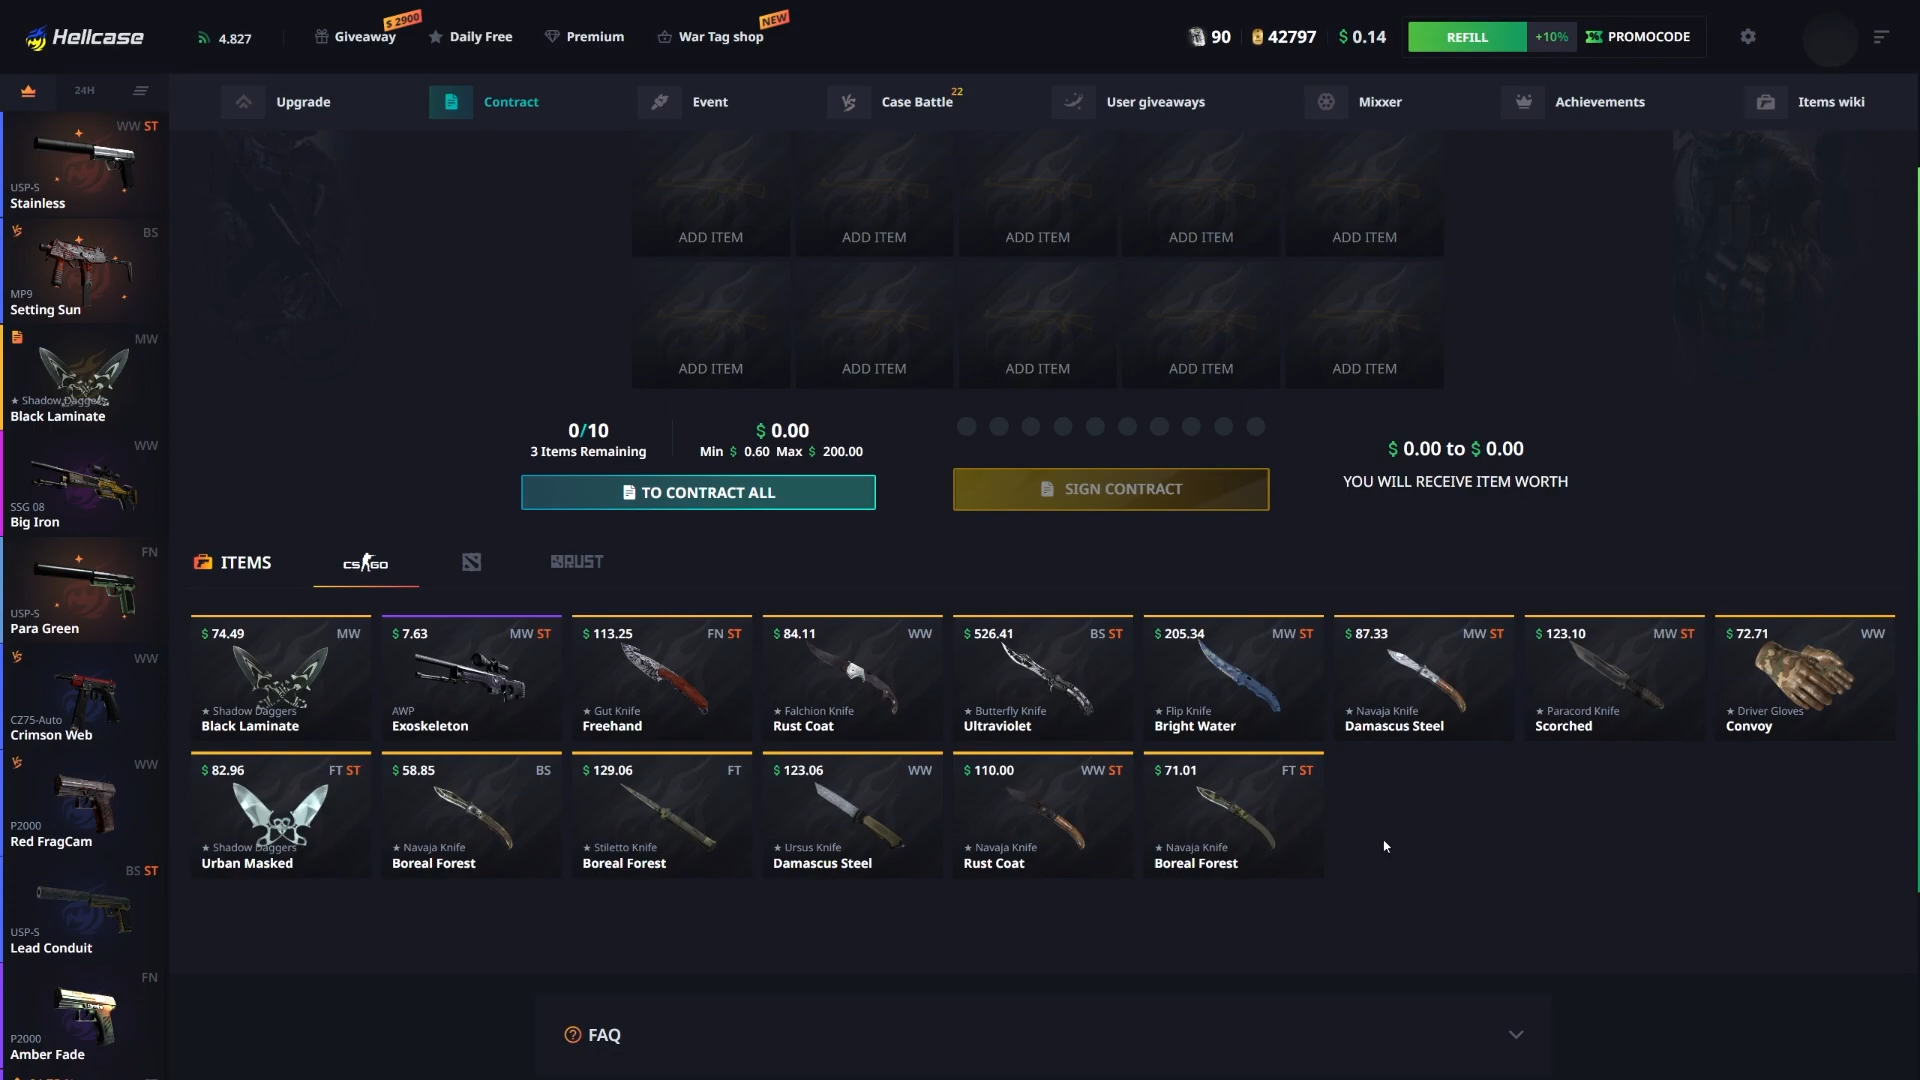 Hellcase
4.827
Giveaway
$ 2900
Daily Free
Premium
War Tag shop
NEW
90
42797
$ 0.14
REFILL
+10%
PROMOCODE
24H
Upgrade
Contract
Event
VS
Case Battle
22
User giveaways
Mixxer
Achievements
Items wiki
WW ST
USP-S
Stainless
VS
BS
MP9
Setting Sun
MW
★ Shadow Daggers
Black Laminate
WW
SSG 08
Big Iron
FN
USP-S
Para Green
VS
WW
CZ75-Auto
Crimson Web
VS
WW
P2000
Red FragCam
BS ST
USP-S
Lead Conduit
FN
P2000
Amber Fade
ADD ITEM ADD ITEM ADD ITEM ADD ITEM ADD ITEM
ADD ITEM ADD ITEM ADD ITEM ADD ITEM ADD ITEM
0/10
3 Items Remaining
$ 0.00
Min $ 0.60 Max $ 200.00
TO CONTRACT ALL
SIGN CONTRACT
$ 0.00 to $ 0.00
YOU WILL RECEIVE ITEM WORTH
ITEMS
CS GO
RUST
$ 74.49 MW
★ Shadow Daggers
Black Laminate
$ 7.63 MW ST
AWP
Exoskeleton
$ 113.25 FN ST
★ Gut Knife
Freehand
$ 84.11 WW
★ Falchion Knife
Rust Coat
$ 526.41 BS ST
★ Butterfly Knife
Ultraviolet
$ 205.34 MW ST
★ Flip Knife
Bright Water
$ 87.33 MW ST
★ Navaja Knife
Damascus Steel
$ 123.10 MW ST
★ Paracord Knife
Scorched
$ 72.71 WW
★ Driver Gloves
Convoy
$ 82.96 FT ST
★ Shadow Daggers
Urban Masked
$ 58.85 BS
★ Navaja Knife
Boreal Forest
$ 129.06 FT
★ Stiletto Knife
Boreal Forest
$ 123.06 WW
★ Ursus Knife
Damascus Steel
$ 110.00 WW ST
★ Navaja Knife
Rust Coat
$ 71.01 FT ST
★ Navaja Knife
Boreal Forest
FAQ